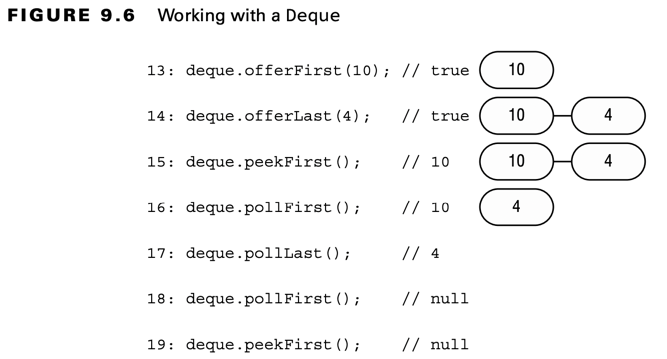 FIGURE 9.6 Working with a Deque
13: deque.offerFirst(10); // true 10
14: deque.offerLast(4); // true 10 4
15: deque.peekFirst(); // 10 10 4
16: deque.pollFirst(); // 10 4
17: deque.pollLast(); // 4
18: deque.pollFirst(); // null
19: deque.peekFirst(); // null